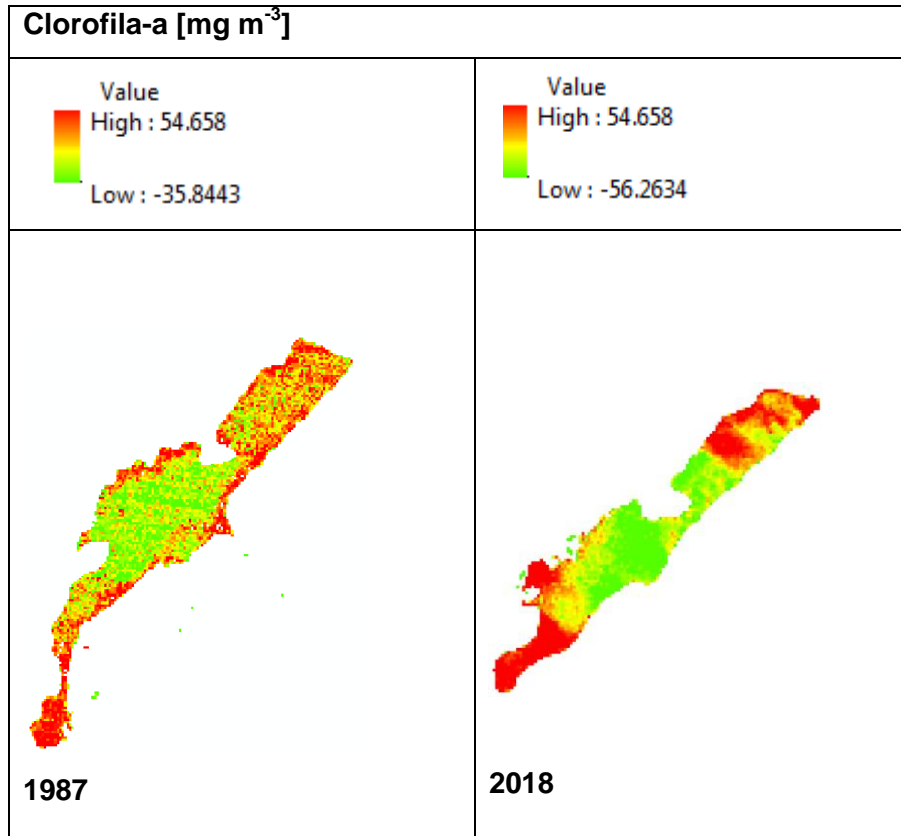 Clorofila-a [mg m⁻³]
Value
High : 54.658
Low : -35.8443
Value
High : 54.658
Low : -56.2634
1987
2018